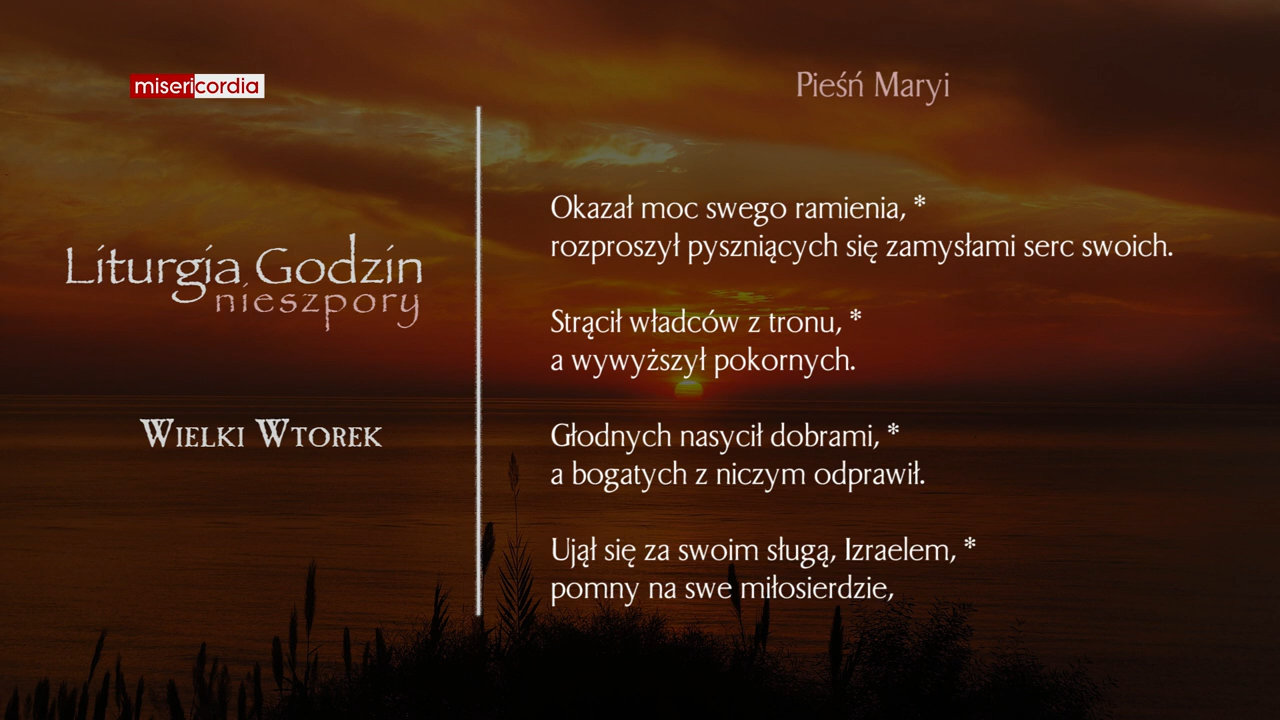 misericordia
Liturgia Godzin
nieszpory
Wielki Wtorek
Pieśń Maryi
Okazał moc swego ramienia, *
rozproszył pyszniących się zamysłami serc swoich.
Strącił władców z tronu, *
a wywyższył pokornych.
Głodnych nasycił dobrami, *
a bogatych z niczym odprawił.
Ujął się za swoim sługą, Izraelem, *
pomny na swe miłosierdzie,